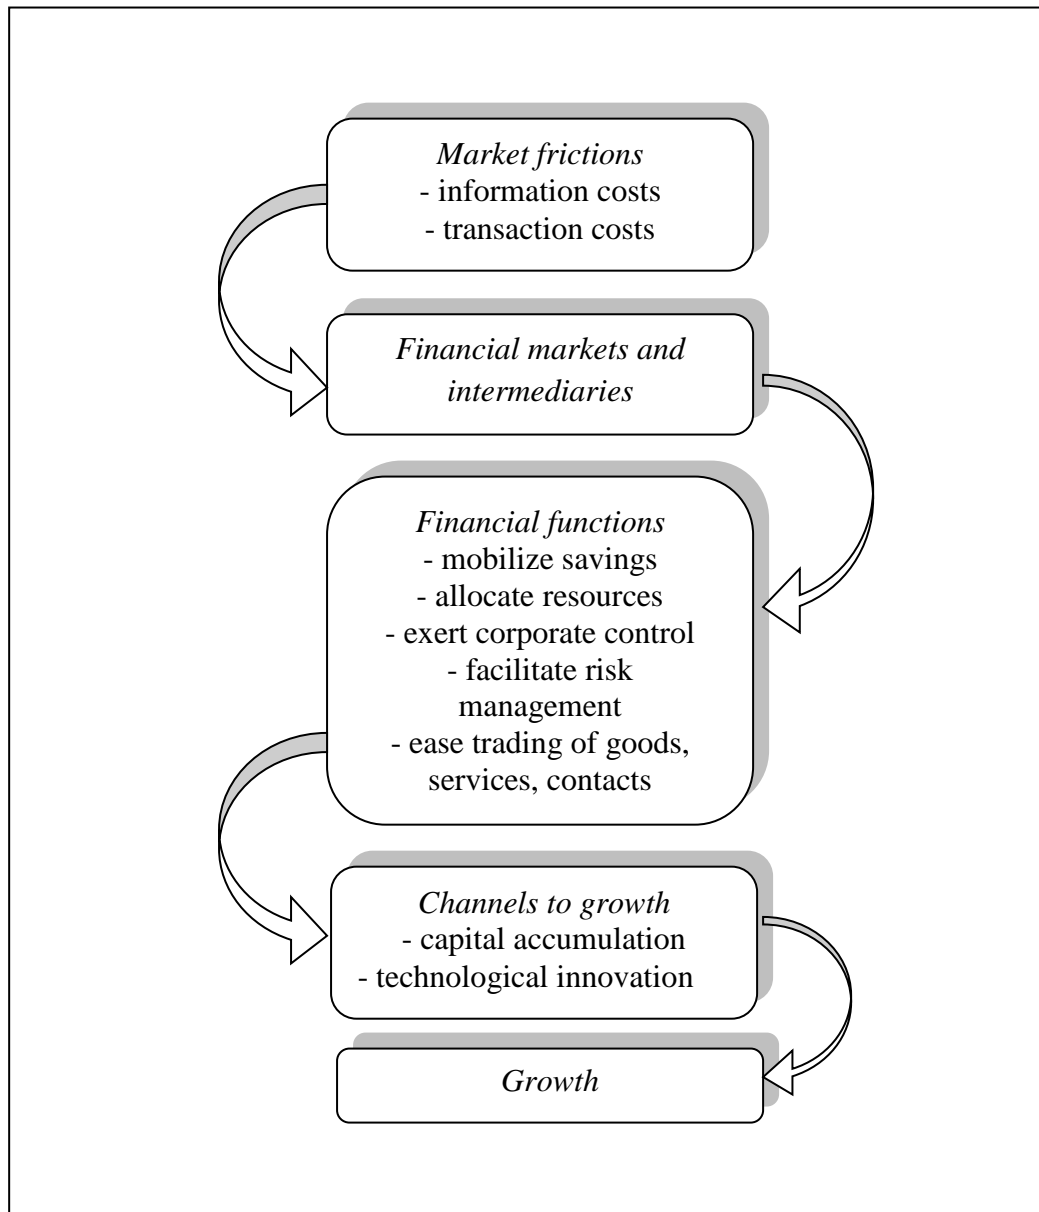 Market frictions
- information costs
- transaction costs
Financial markets and
intermediaries
Financial functions
- mobilize savings
- allocate resources
- exert corporate control
- facilitate risk
management
- ease trading of goods,
services, contacts
Channels to growth
- capital accumulation
- technological innovation
Growth